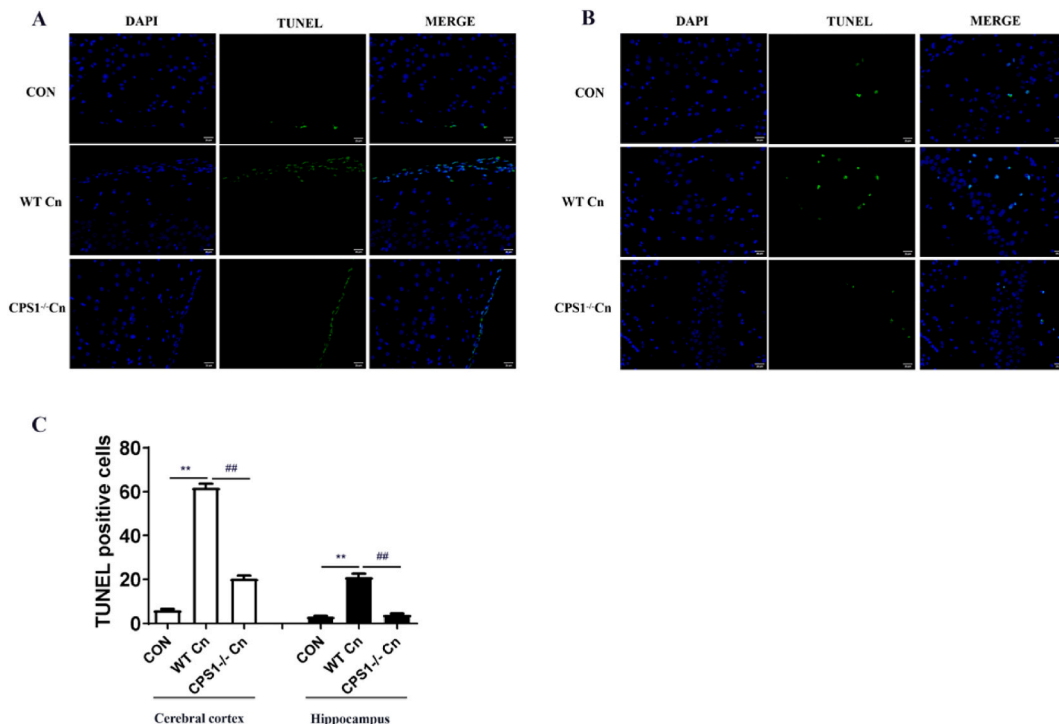 A
DAPI TUNEL MERGE
CON
WT Cn
CPS1-/-Cn
B
DAPI TUNEL MERGE
CON
WT Cn
CPS1-/-Cn
C
TUNEL positive cells
80
60
40
20
0
** ##
** ##
CON WT Cn CPS1-/- Cn CON WT Cn CPS1-/- Cn
Cerebral cortex Hippocampus